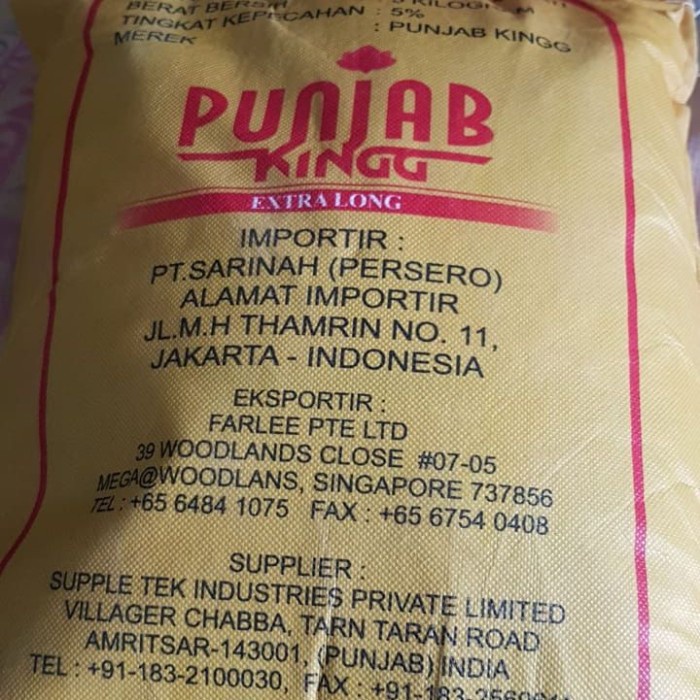 BERAT BERSIH : 5 KILOGRAM
TINGKAT KEPECAHAN : 5%
MEREK : PUNJAB KINGG
PUNJAB
KINGG
EXTRA LONG
IMPORTIR :
PT.SARINAH (PERSERO)
ALAMAT IMPORTIR
JL.M.H THAMRIN NO. 11,
JAKARTA - INDONESIA
EKSPORTIR :
FARLEE PTE LTD
39 WOODLANDS CLOSE #07-05
MEGA@WOODLANS, SINGAPORE 737856
TEL : +65 6484 1075 FAX : +65 6754 0408
SUPPLIER :
SUPPLE TEK INDUSTRIES PRIVATE LIMITED
VILLAGER CHABBA, TARN TARAN ROAD
AMRITSAR-143001, (PUNJAB) INDIA
TEL : +91-183-2100030, FAX :